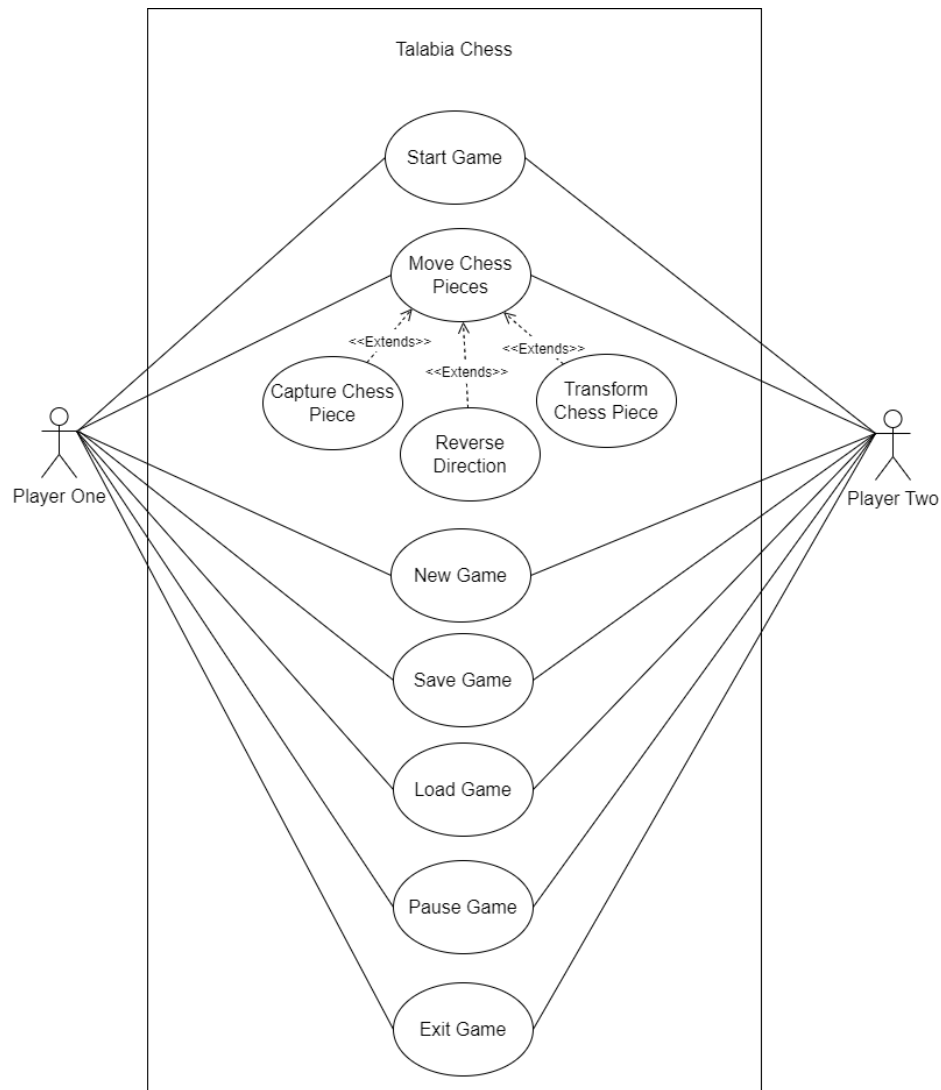 Talabia Chess
Start Game
Move Chess
Pieces
<<Extends>>
<<Extends>>
<<Extends>>
Capture Chess
Piece
Transform
Chess Piece
Reverse
Direction
Player One
Player Two
New Game
Save Game
Load Game
Pause Game
Exit Game